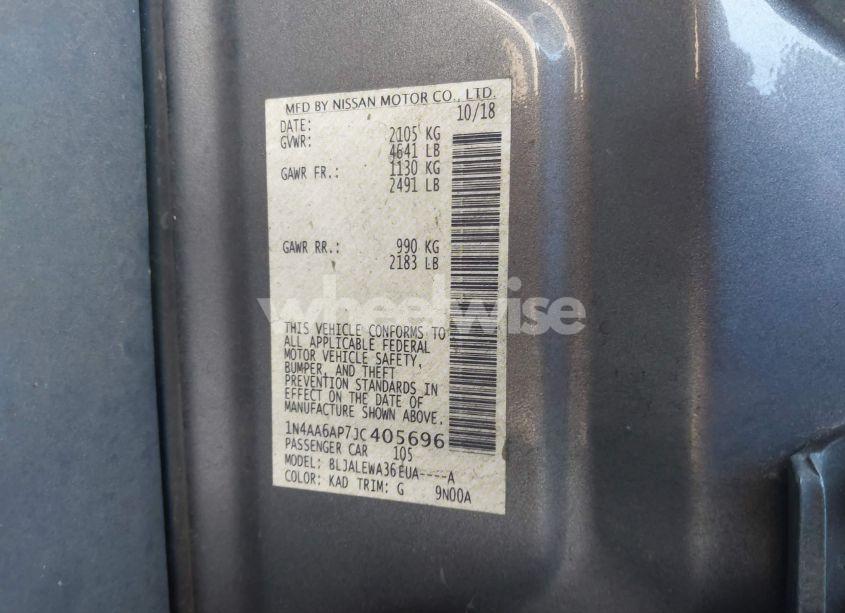 MFD BY NISSAN MOTOR CO., LTD.
DATE: 10/18
GVWR: 2105 KG
4641 LB
GAWR FR.: 1130 KG
2491 LB
GAWR RR.: 990 KG
2183 LB
wheelwise
THIS VEHICLE CONFORMS TO
ALL APPLICABLE FEDERAL
MOTOR VEHICLE SAFETY,
BUMPER, AND THEFT
PREVENTION STANDARDS IN
EFFECT ON THE DATE OF
MANUFACTURE SHOWN ABOVE.
1N4AA6AP7JC405696
PASSENGER CAR 105
MODEL: BLJALEWA36EUA----A
COLOR: KAD TRIM: G 9N00A